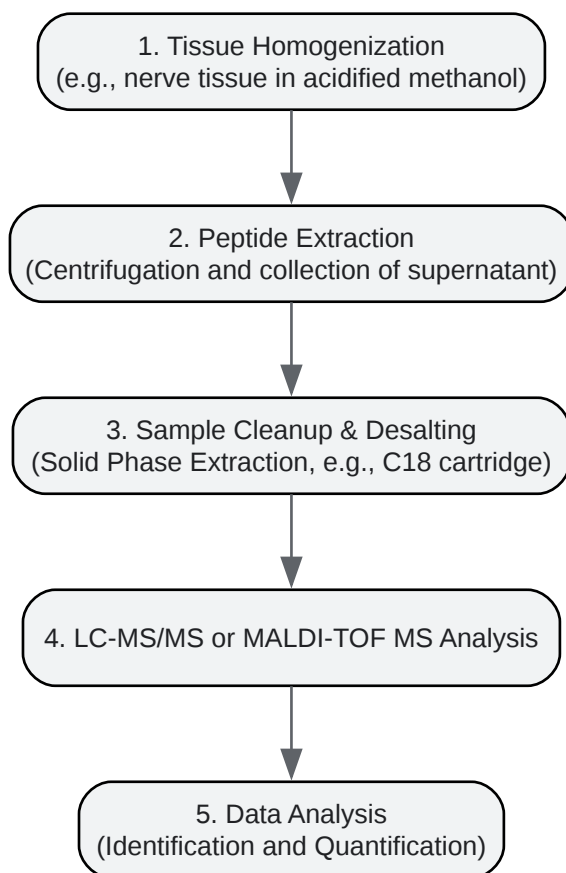 1. Tissue Homogenization
(e.g., nerve tissue in acidified methanol)
2. Peptide Extraction
(Centrifugation and collection of supernatant)
3. Sample Cleanup & Desalting
(Solid Phase Extraction, e.g., C18 cartridge)
4. LC-MS/MS or MALDI-TOF MS Analysis
5. Data Analysis
(Identification and Quantification)